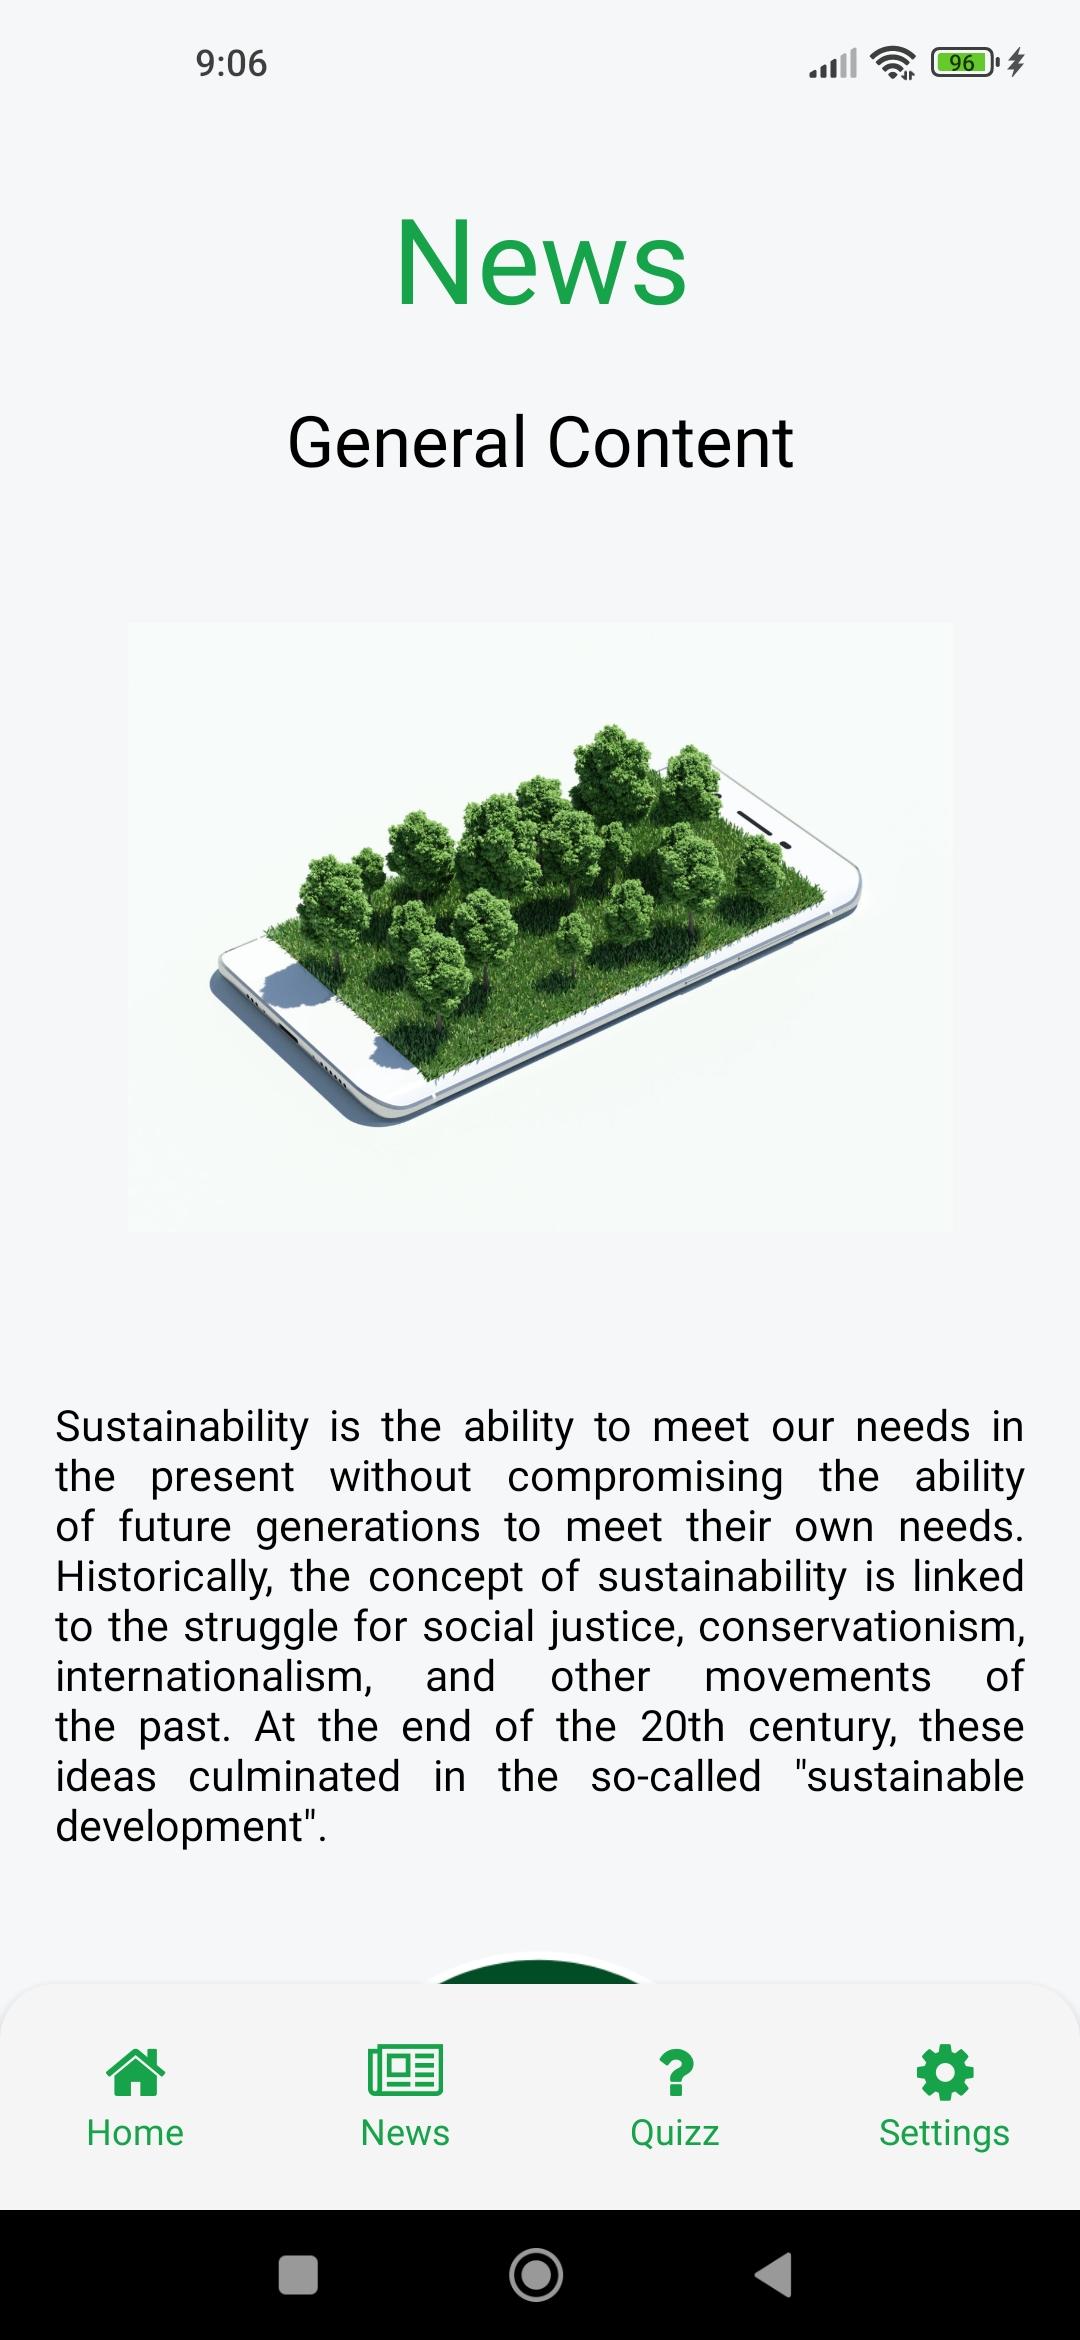 9:06
96
News
General Content
Sustainability is the ability to meet our needs in
the present without compromising the ability
of future generations to meet their own needs.
Historically, the concept of sustainability is linked
to the struggle for social justice, conservationism,
internationalism, and other movements of
the past. At the end of the 20th century, these
ideas culminated in the so-called "sustainable
development".
Home News Quizz Settings